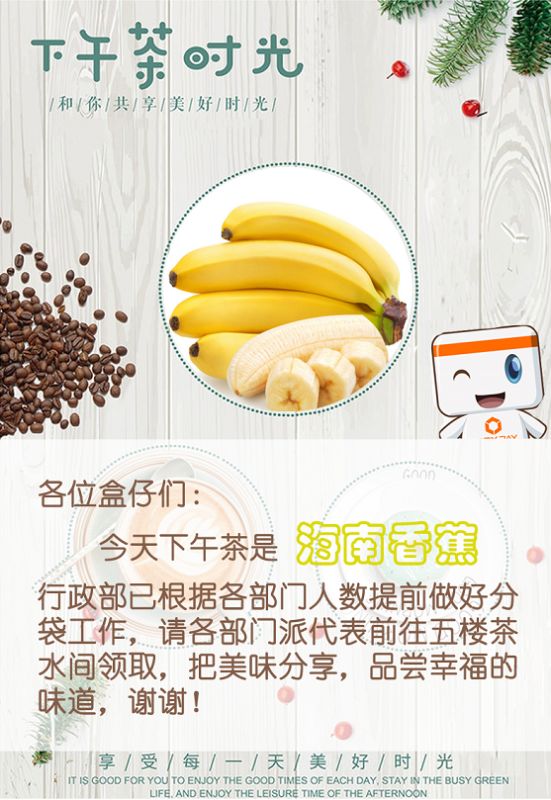 下午茶时光
/和/你/共/享/美/好/时/光/
GOOD
各位盒仔们：
今天下午茶是 海南香蕉
行政部已根据各部门人数提前做好分
袋工作，请各部门派代表前往五楼茶
水间领取，把美味分享，品尝幸福的
味道，谢谢！
享/受/每/一/天/美/好/时/光
IT IS GOOD FOR YOU TO ENJOY THE GOOD TIMES OF EACH DAY, STAY IN THE BUSY GREEN
LIFE, AND ENJOY THE LEISURE TIME OF THE AFTERNOON